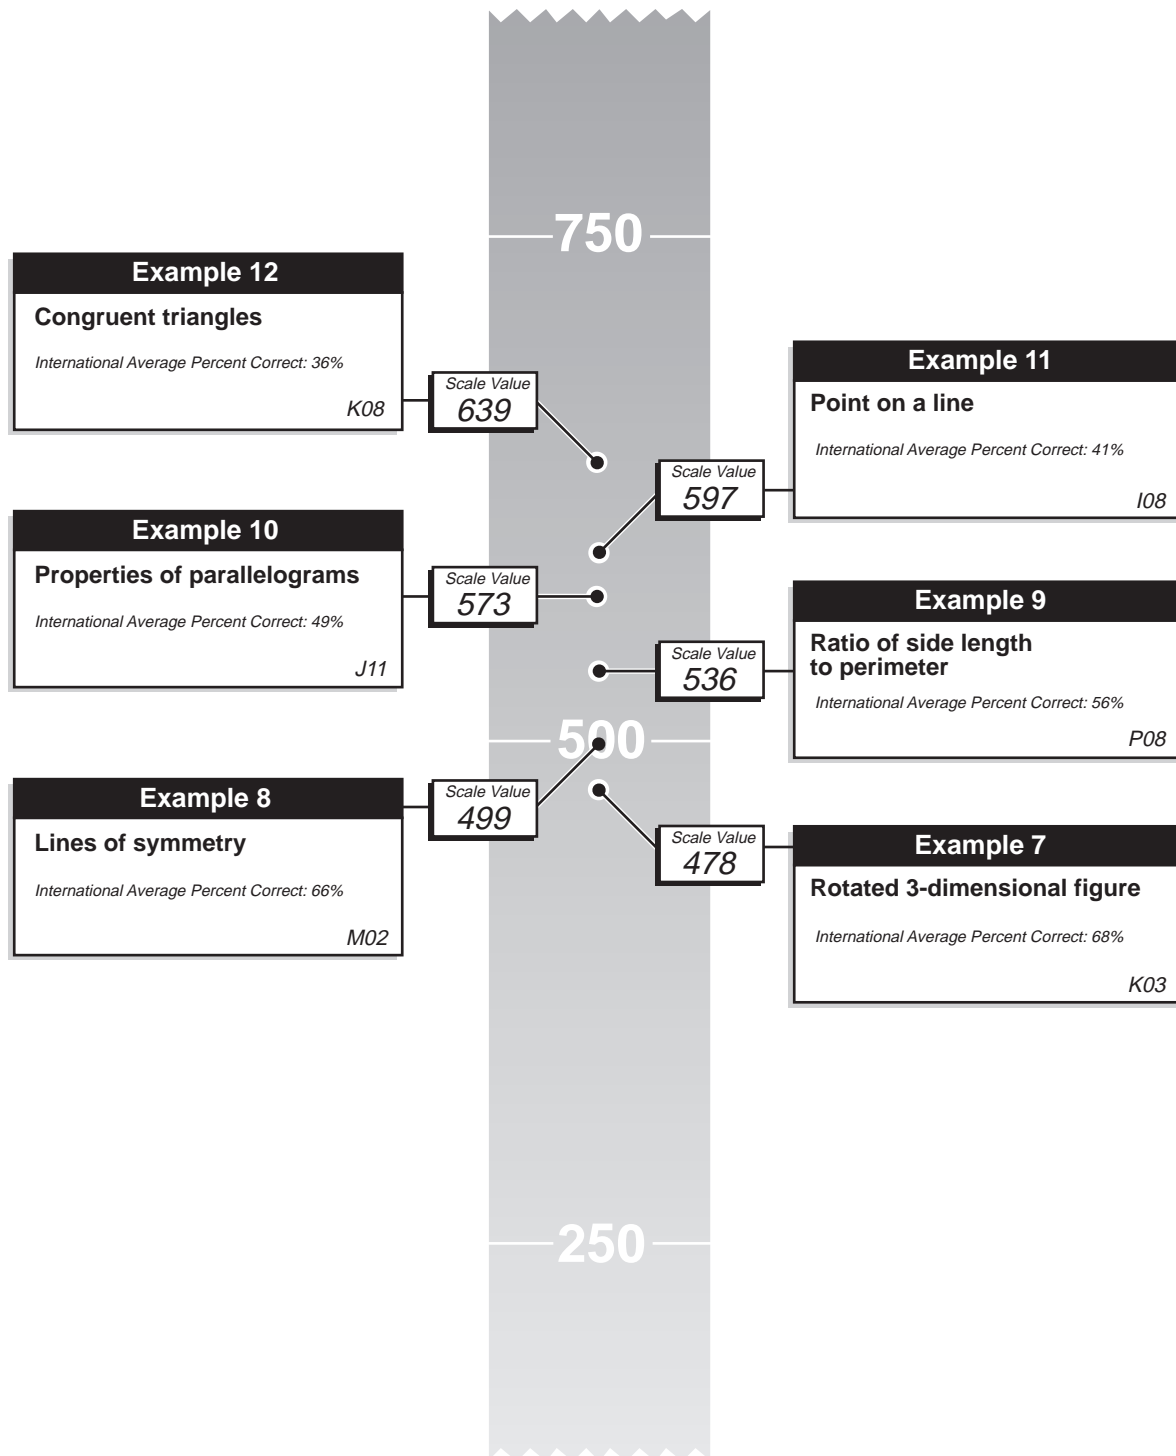 750
Example 12
Congruent triangles
International Average Percent Correct: 36%
K08
Scale Value
639
Example 11
Point on a line
International Average Percent Correct: 41%
I08
Scale Value
597
Example 10
Properties of parallelograms
International Average Percent Correct: 49%
J11
Scale Value
573
Example 9
Ratio of side length
to perimeter
International Average Percent Correct: 56%
P08
Scale Value
536
500
Example 8
Lines of symmetry
International Average Percent Correct: 66%
M02
Scale Value
499
Example 7
Rotated 3-dimensional figure
International Average Percent Correct: 68%
K03
Scale Value
478
250